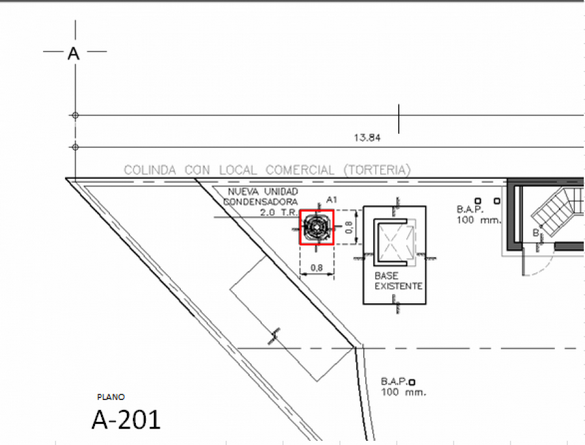 A
13.84
COLINDA CON LOCAL COMERCIAL (TORTERIA)
NUEVA UNIDAD
CONDENSADORA
2.0 T.R.
A1
0,8
0,8
B.A.P.
100 mm.
B
BASE
EXISTENTE
B.A.P.
100 mm.
PLANO
A-201